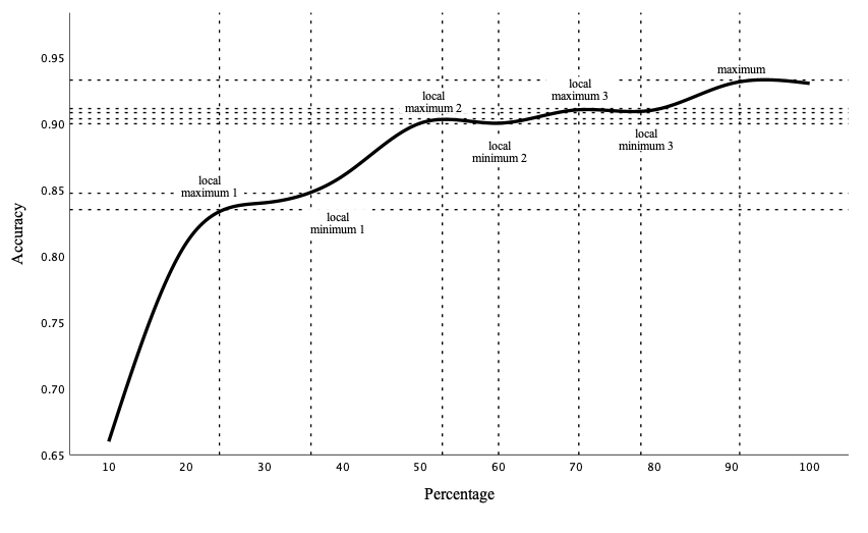 0.95
0.90
0.85
0.80
0.75
0.70
0.65
Accuracy
local
maximum 1
local
minimum 1
local
maximum 2
local
minimum 2
local
maximum 3
local
minimum 3
maximum
10 20 30 40 50 60 70 80 90 100
Percentage